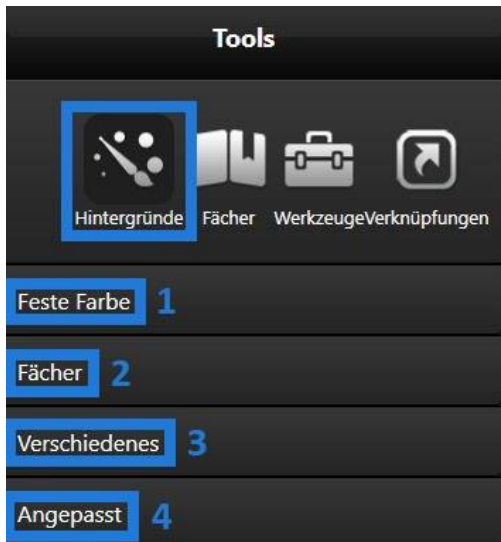 Tools
Hintergründe Fächer Werkzeuge Verknüpfungen
Feste Farbe 1
Fächer 2
Verschiedenes 3
Angepasst 4